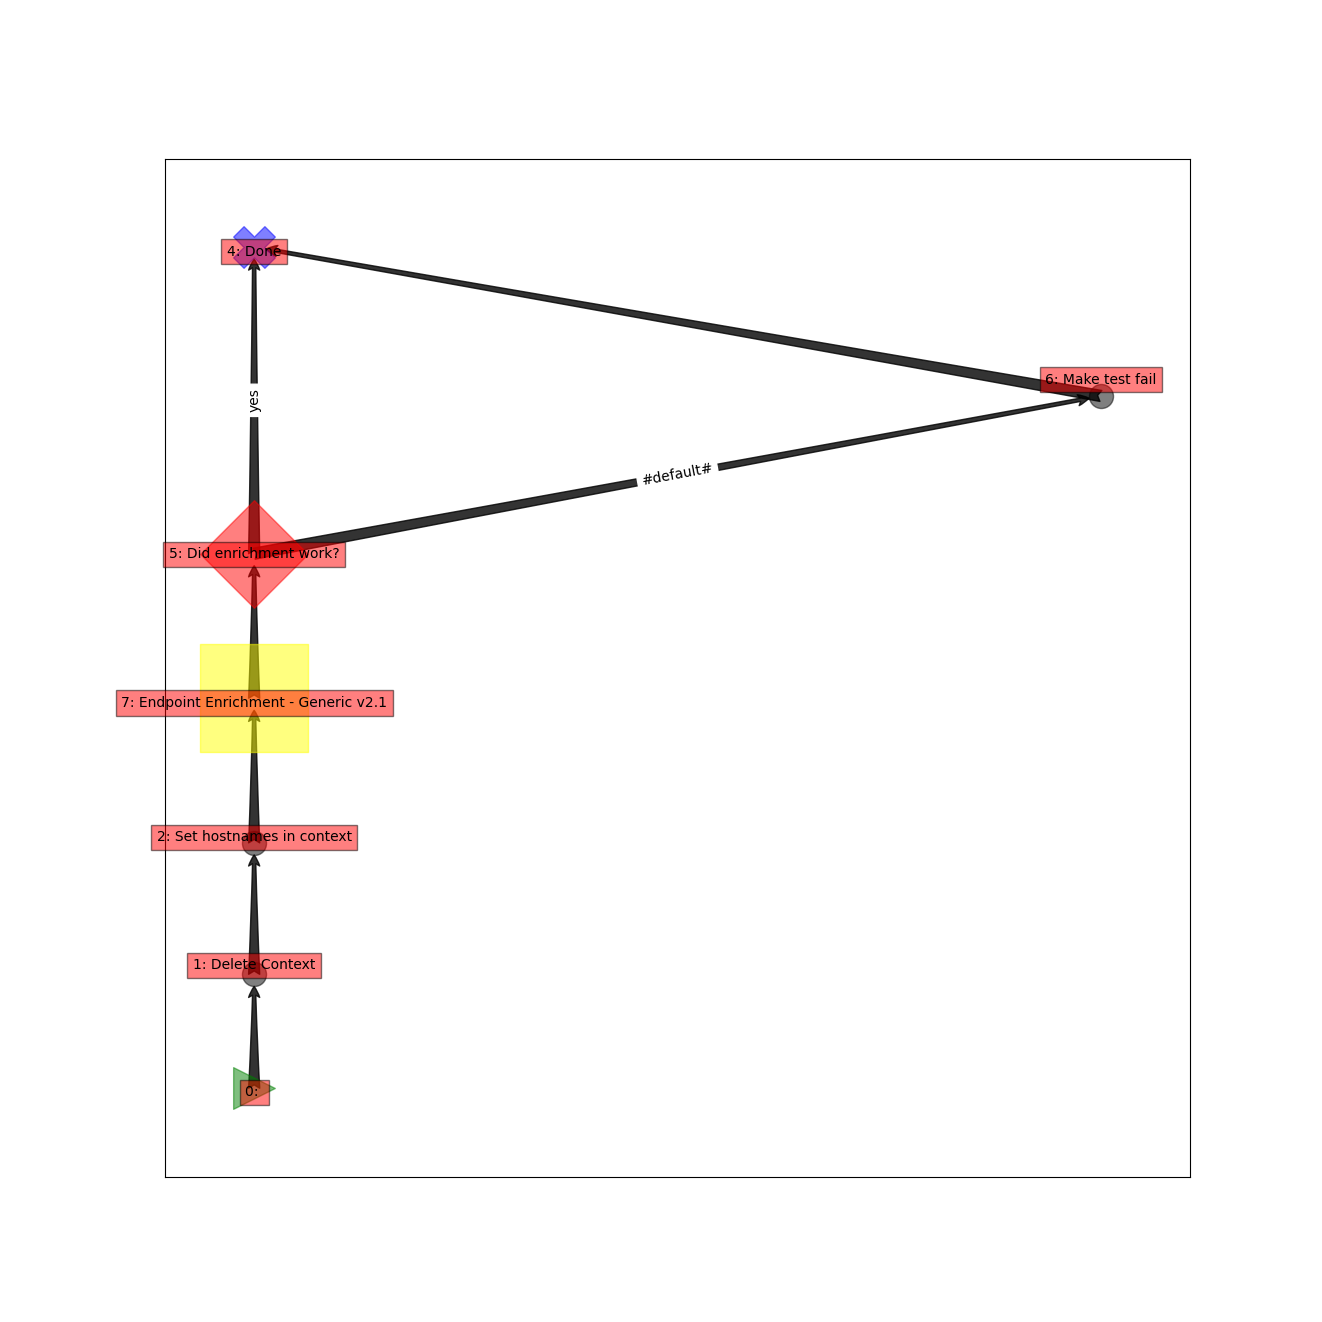 4: Done
6: Make test fail
yes
#default#
5: Did enrichment work?
7: Endpoint Enrichment - Generic v2.1
2: Set hostnames in context
1: Delete Context
0: